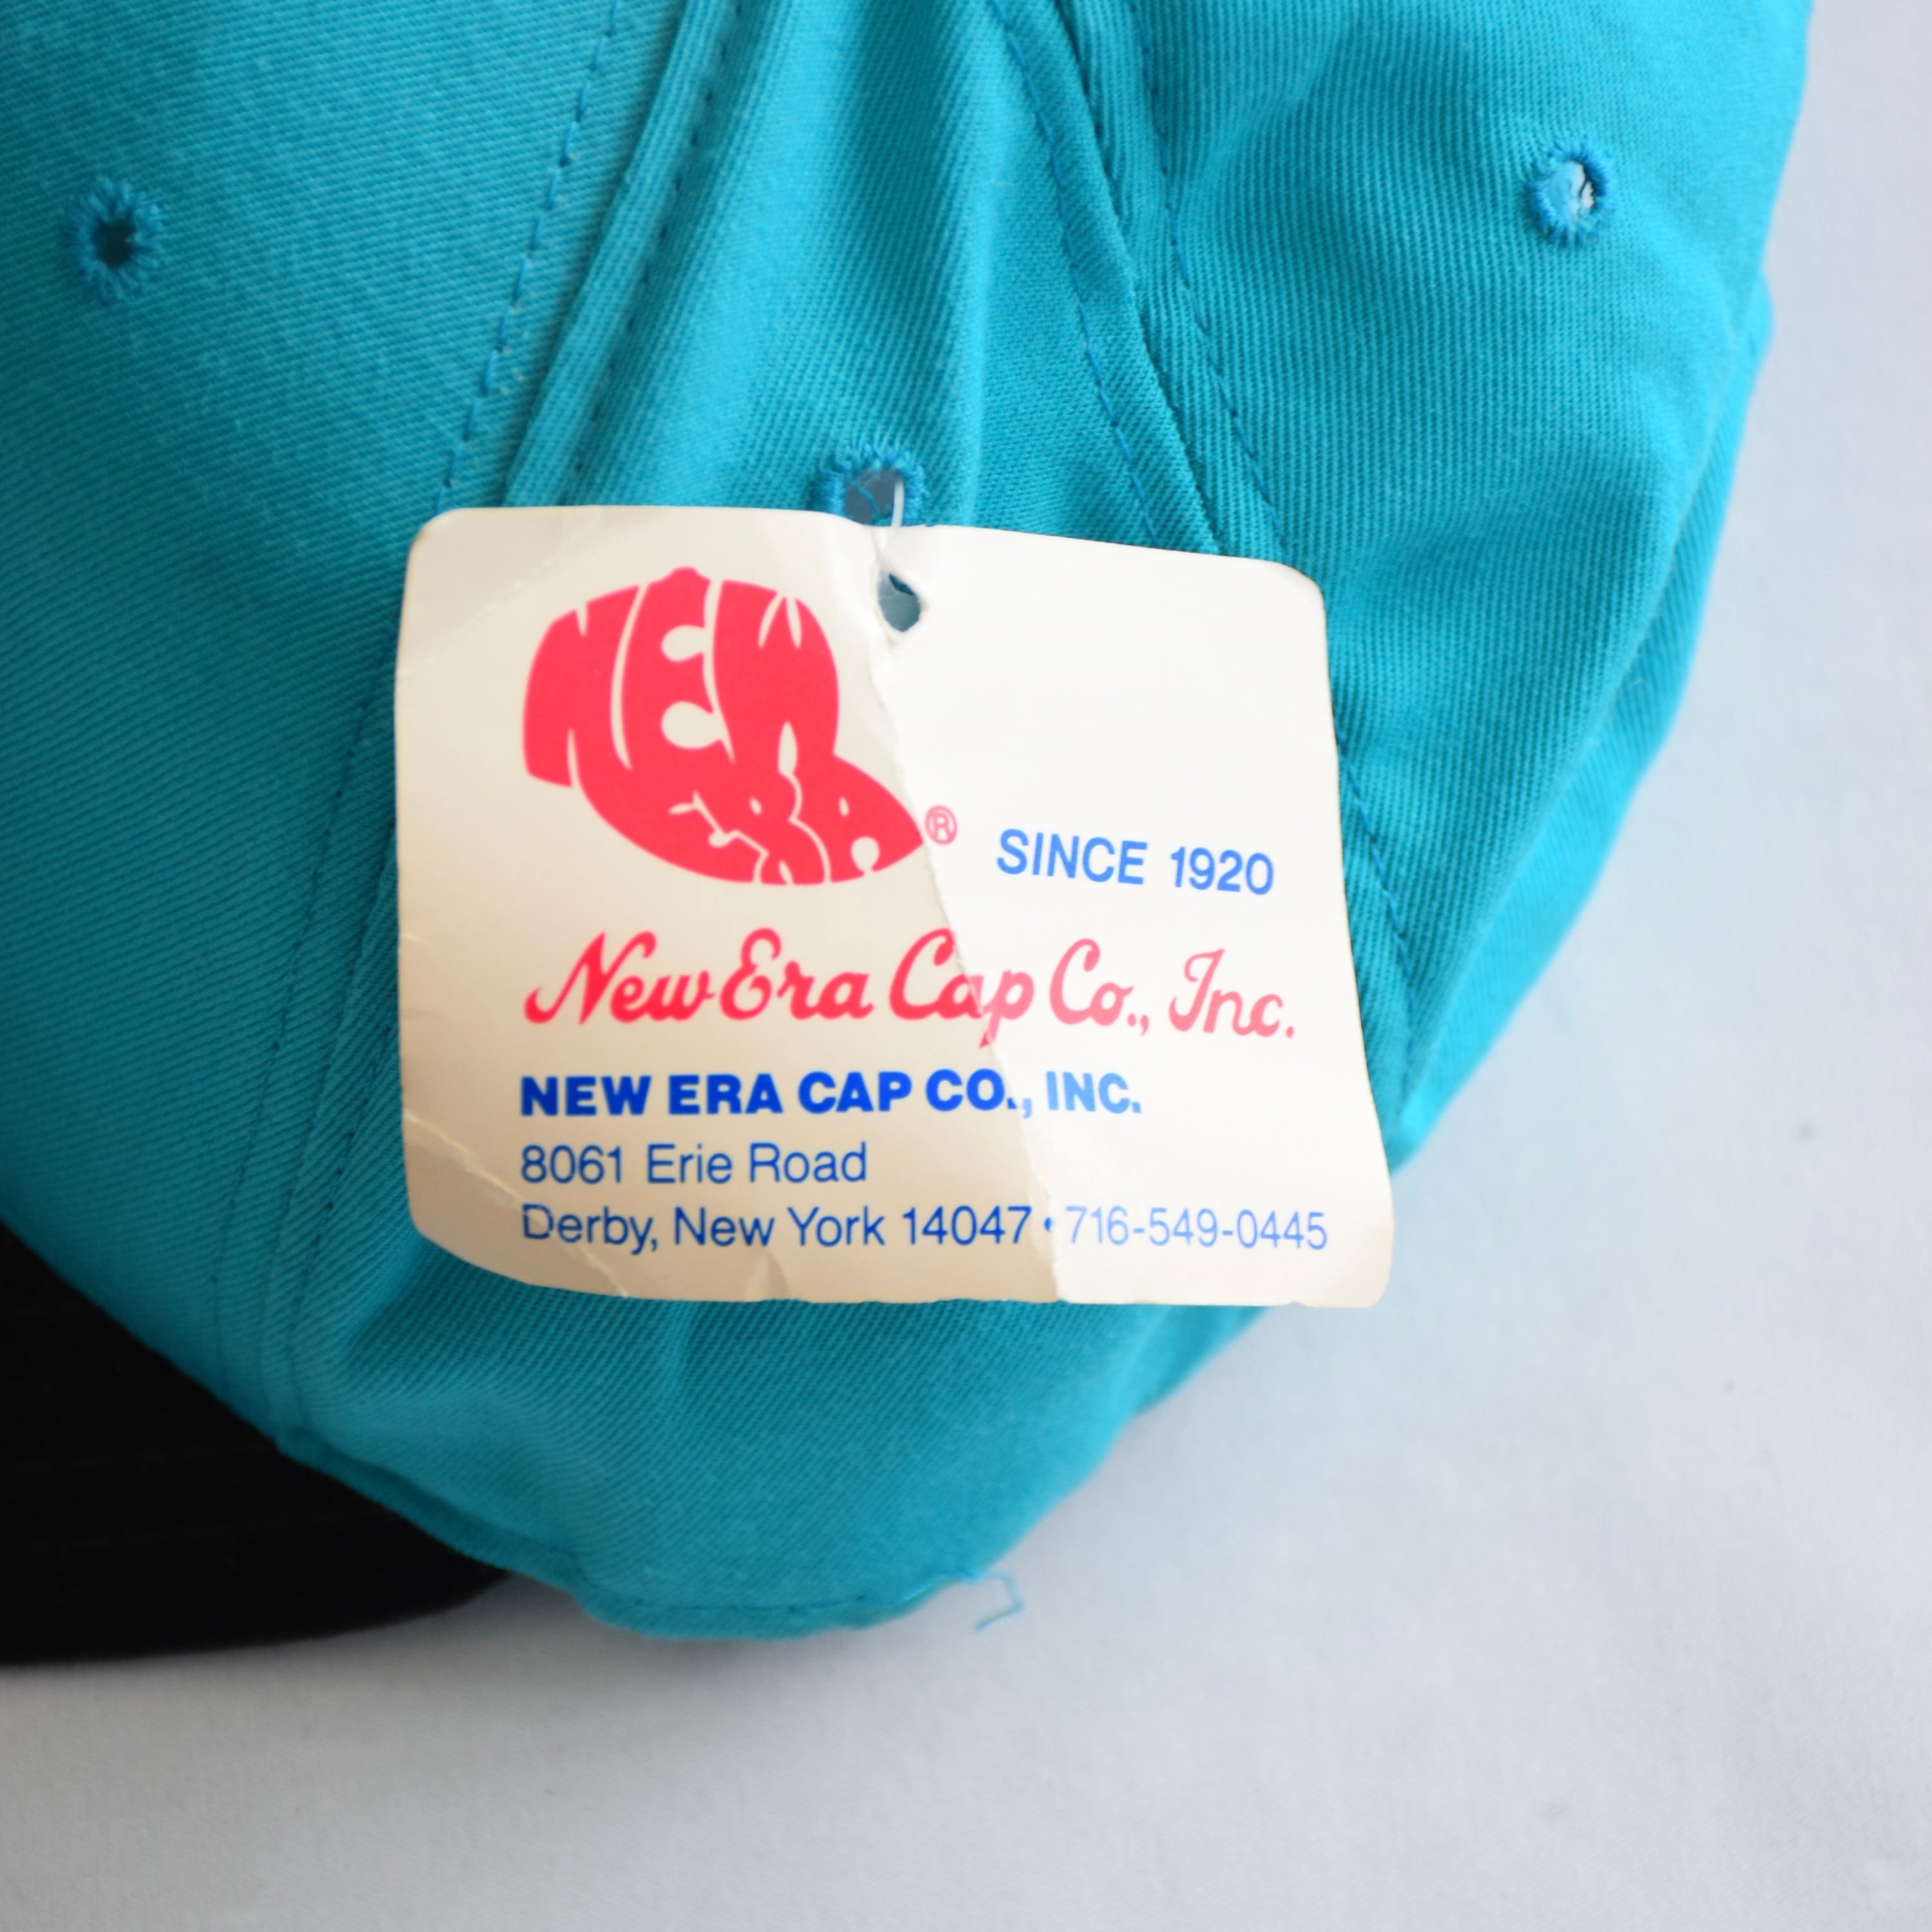 NEW
ERA ®
SINCE 1920
New Era Cap Co., Inc.
NEW ERA CAP CO., INC.
8061 Erie Road
Derby, New York 14047 • 716-549-0445